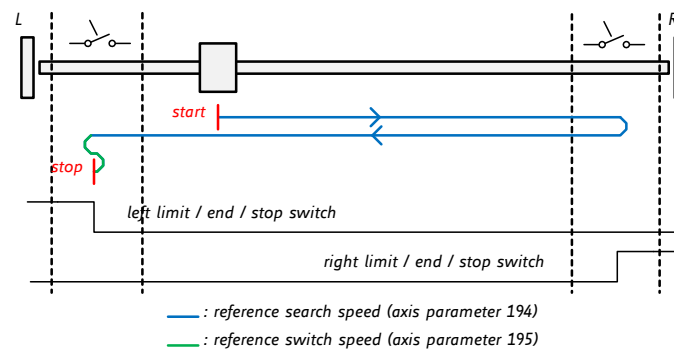 L
R
start
stop
left limit / end / stop switch
right limit / end / stop switch
: reference search speed (axis parameter 194)
: reference switch speed (axis parameter 195)